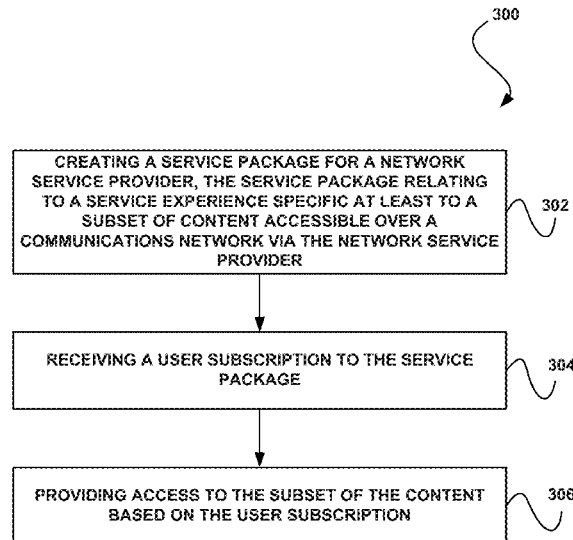 300
CREATING A SERVICE PACKAGE FOR A NETWORK
SERVICE PROVIDER, THE SERVICE PACKAGE RELATING
TO A SERVICE EXPERIENCE SPECIFIC AT LEAST TO A
SUBSET OF CONTENT ACCESSIBLE OVER A
COMMUNICATIONS NETWORK VIA THE NETWORK SERVICE
PROVIDER
302
RECEIVING A USER SUBSCRIPTION TO THE SERVICE
PACKAGE
304
PROVIDING ACCESS TO THE SUBSET OF THE CONTENT
BASED ON THE USER SUBSCRIPTION
306